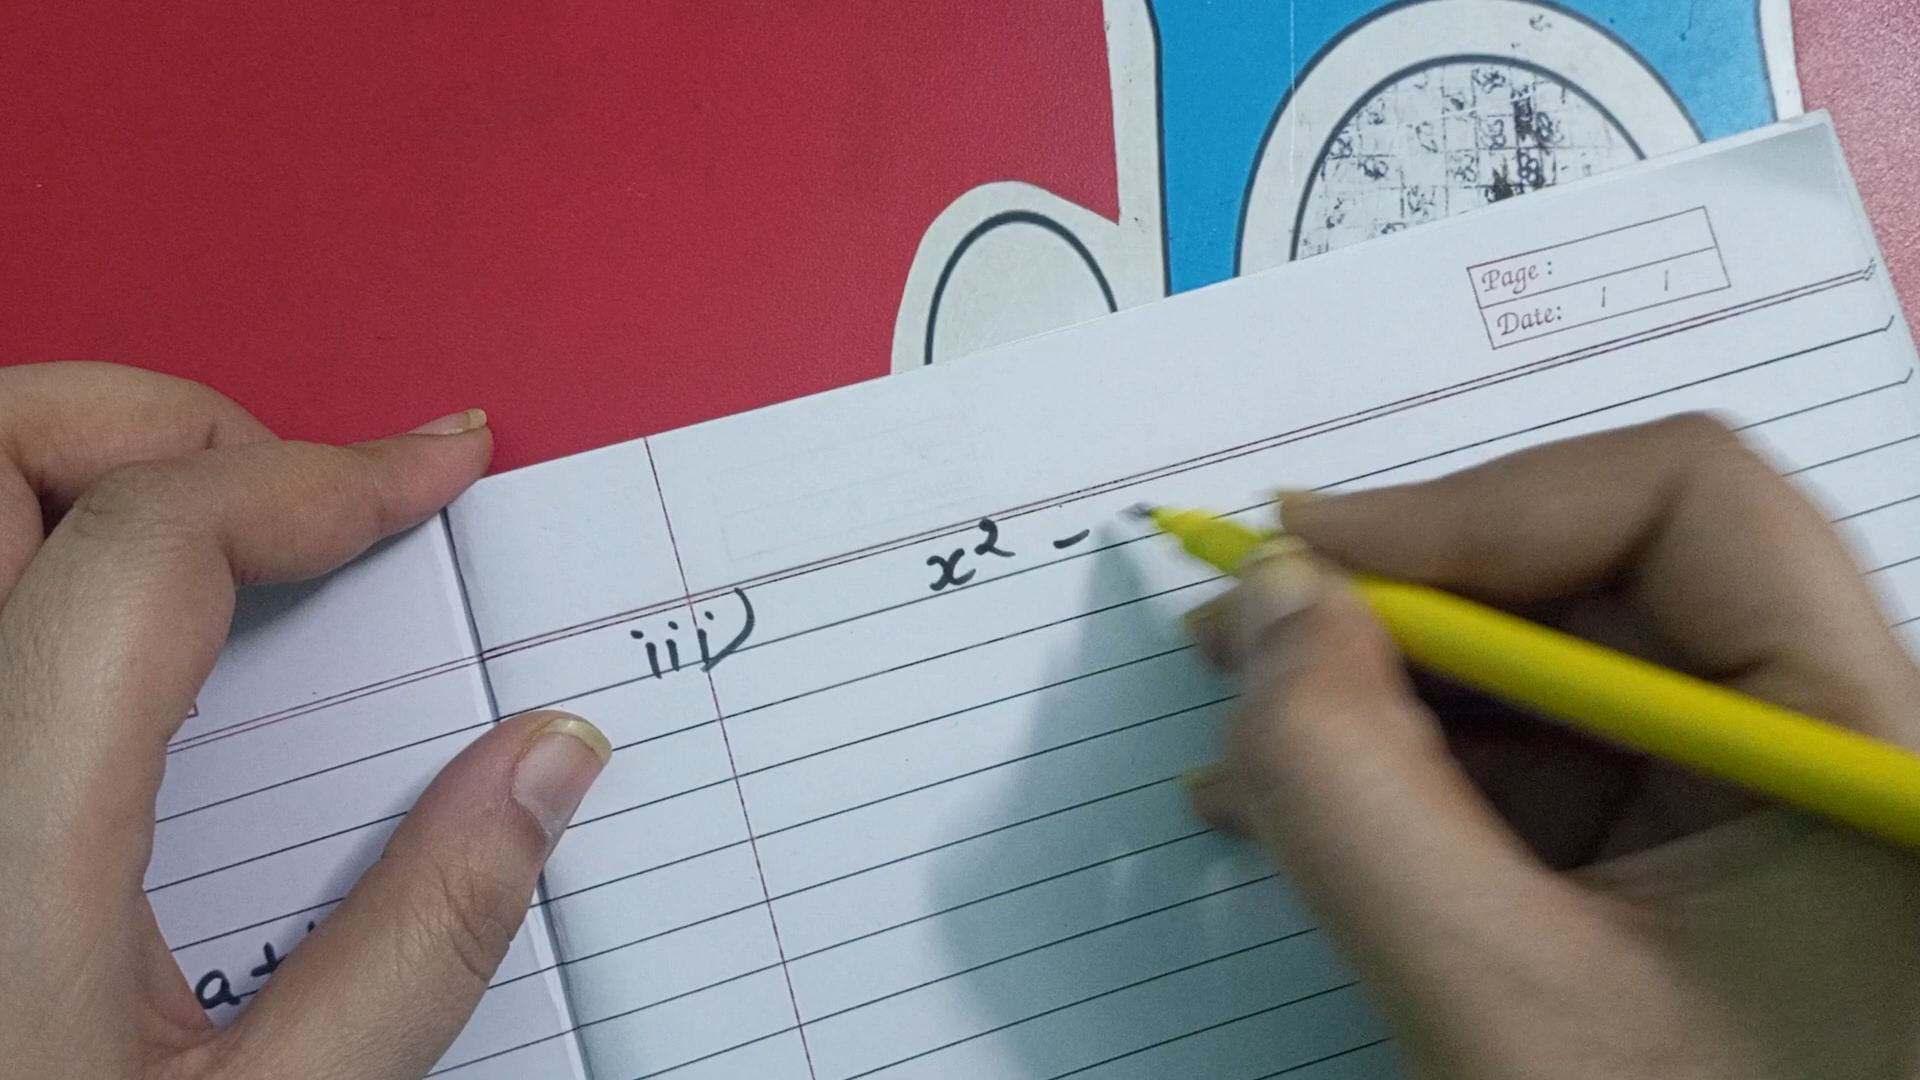 Page :
Date: / /
iii) x² -
a+